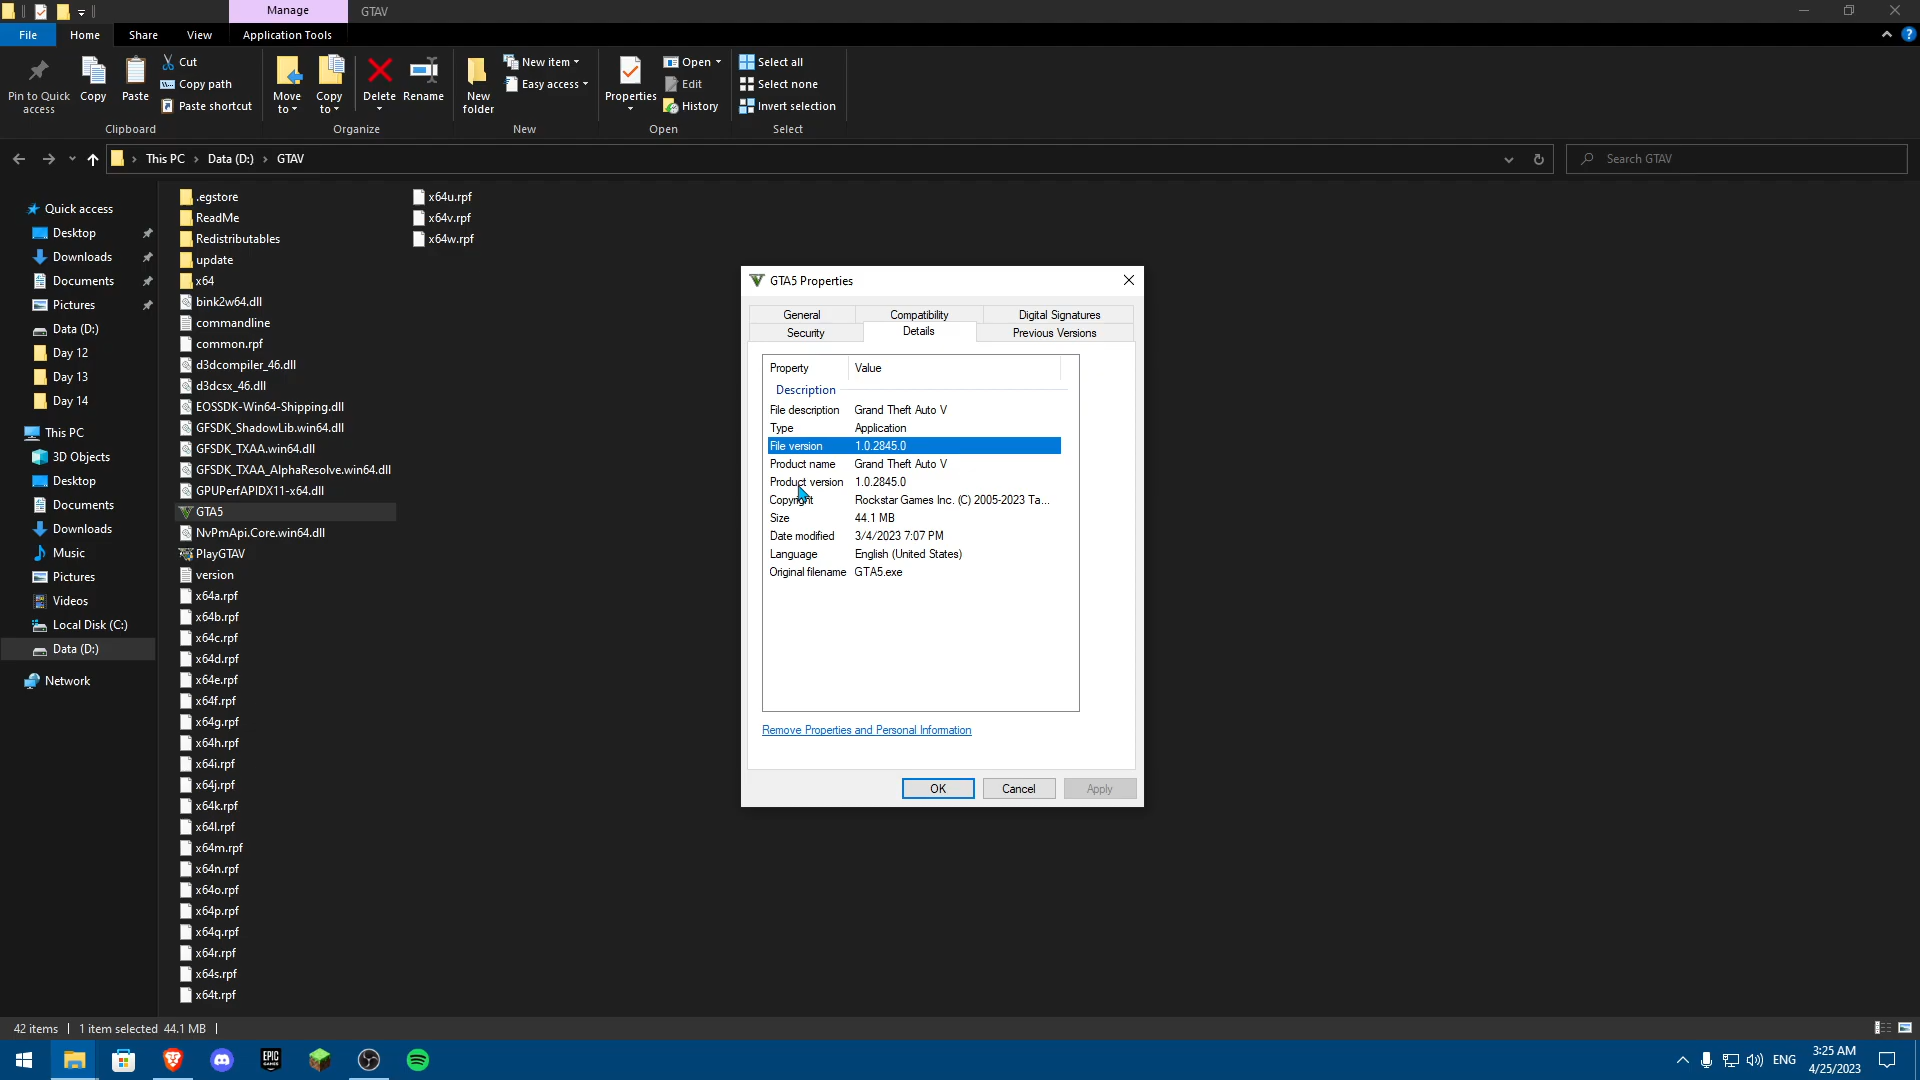 Manage
GTAV
File
Home
Share
View
Application Tools
Pin to Quick access
Copy
Paste
Cut
Copy path
Paste shortcut
Clipboard
Move to
Copy to
Delete
Rename
Organize
New folder
New item
Easy access
New
Properties
Open
Edit
History
Open
Select all
Select none
Invert selection
Select
This PC
Data (D:)
GTAV
Search GTAV
Quick access
Desktop
Downloads
Documents
Pictures
Data (D:)
Day 12
Day 13
Day 14
This PC
3D Objects
Desktop
Documents
Downloads
Music
Pictures
Videos
Local Disk (C:)
Data (D:)
Network
.egstore
ReadMe
Redistributables
update
x64
bink2w64.dll
commandline
common.rpf
d3dcompiler_46.dll
d3dcsx_46.dll
EOSSDK-Win64-Shipping.dll
GFSDK_ShadowLib.win64.dll
GFSDK_TXAA.win64.dll
GFSDK_TXAA_AlphaResolve.win64.dll
GPUPerfAPIDX11-x64.dll
GTA5
NvPmApi.Core.win64.dll
PlayGTAV
version
x64a.rpf
x64b.rpf
x64c.rpf
x64d.rpf
x64e.rpf
x64f.rpf
x64g.rpf
x64h.rpf
x64i.rpf
x64j.rpf
x64k.rpf
x64l.rpf
x64m.rpf
x64n.rpf
x64o.rpf
x64p.rpf
x64q.rpf
x64r.rpf
x64s.rpf
x64t.rpf
x64u.rpf
x64v.rpf
x64w.rpf
GTA5 Properties
General
Compatibility
Digital Signatures
Security
Details
Previous Versions
Property Value
Description
File description Grand Theft Auto V
Type Application
File version 1.0.2845.0
Product name Grand Theft Auto V
Product version 1.0.2845.0
Copyright Rockstar Games Inc. (C) 2005-2023 Ta...
Size 44.1 MB
Date modified 3/4/2023 7:07 PM
Language English (United States)
Original filename GTA5.exe
Remove Properties and Personal Information
OK
Cancel
Apply
42 items
1 item selected 44.1 MB
EPIC GAMES
ENG
3:25 AM
4/25/2023